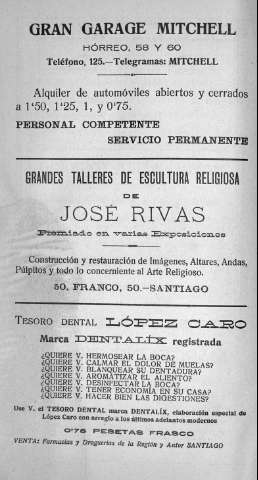 GRAN GARAGE MITCHELL
HÓRREO, 58 Y 60
Teléfono, 125.—Telegramas: MITCHELL
Alquiler de automóviles abiertos y cerrados
a 1'50, 1'25, 1, y 0'75.
PERSONAL COMPETENTE
SERVICIO PERMANENTE
GRANDES TALLERES DE ESCULTURA RELIGIOSA
DE
JOSÉ RIVAS
Premiado en varias Exposiciones
Construcción y restauración de Imágenes, Altares, Andas,
Púlpitos y todo lo concerniente al Arte Religioso.
50, FRANCO, 50.—SANTIAGO
TESORO DENTAL LÓPEZ CARO
Marca DENTALÍX registrada
¿QUIERE V. HERMOSEAR LA BOCA?
¿QUIERE V. CALMAR EL DOLOR DE MUELAS?
¿QUIERE V. BLANQUEAR SU DENTADURA?
¿QUIERE V. AROMATIZAR EL ALIENTO?
¿QUIERE V. DESINFECTAR LA BOCA?
¿QUIERE V. TENER ECONOMÍA EN SU CASA?
¿QUIERE V. HACER BIEN LAS DIGESTIONES?
Use V. el TESORO DENTAL marca DENTALÍX, elaboración especial de
López Caro con arreglo a los últimos adelantos modernos
0'75 PESETAS FRASCO
VENTA: Farmacias y Droguerías de la Región y Autor SANTIAGO